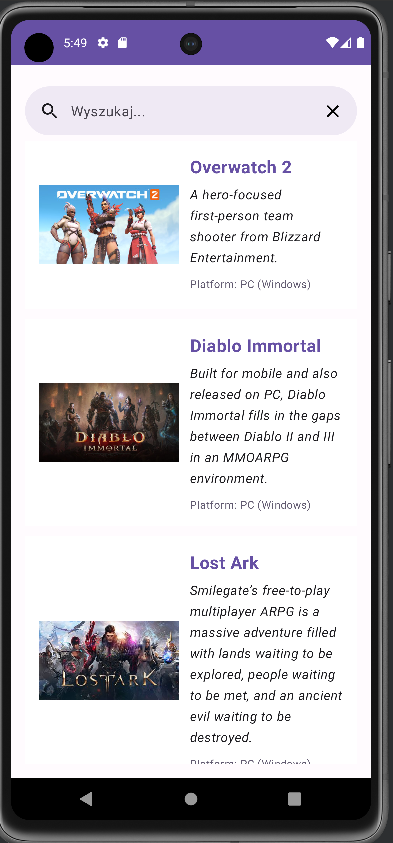 5:49
Wyszukaj...
OVERWATCH 2
Overwatch 2
A hero-focused
first-person team
shooter from Blizzard
Entertainment.
Platform: PC (Windows)
DIABLO
IMMORTAL
Diablo Immortal
Built for mobile and also
released on PC, Diablo
Immortal fills in the gaps
between Diablo II and III
in an MMOARPG
environment.
Platform: PC (Windows)
LOST ARK
Lost Ark
Smilegate's free-to-play
multiplayer ARPG is a
massive adventure filled
with lands waiting to be
explored, people waiting
to be met, and an ancient
evil waiting to be
destroyed.
Platform: PC (Windows)